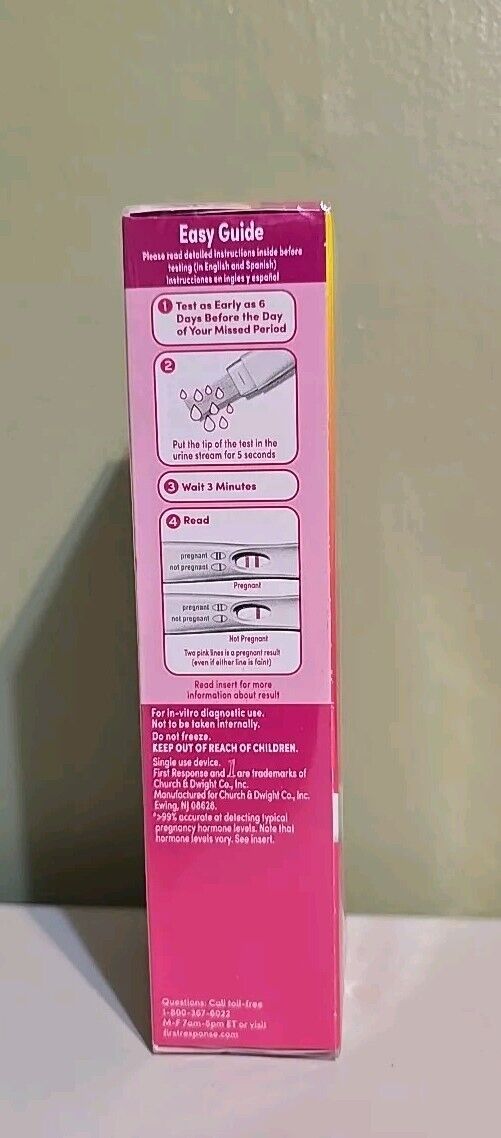 Easy Guide
Please read detailed instructions inside before
testing (in English and Spanish)
Instrucciones en ingles y español
1 Test as Early as 6
Days Before the Day
of Your Missed Period
2
Put the tip of the test in the
urine stream for 5 seconds
3 Wait 3 Minutes
4 Read
pregnant
not pregnant
Pregnant
pregnant
not pregnant
Not Pregnant
Two pink lines is a pregnant result
(even if either line is faint)
Read insert for more
information about result
For in-vitro diagnostic use.
Not to be taken internally.
Do not freeze.
KEEP OUT OF REACH OF CHILDREN.
Single use device.
First Response and 1 are trademarks of
Church & Dwight Co., Inc.
Manufactured for Church & Dwight Co., Inc.
Ewing, NJ 08628.
*>99% accurate at detecting typical
pregnancy hormone levels. Note that
hormone levels vary. See insert.
Questions: Call toll-free
1-800-367-6022
M-F 9am-5pm ET or visit
firstresponse.com